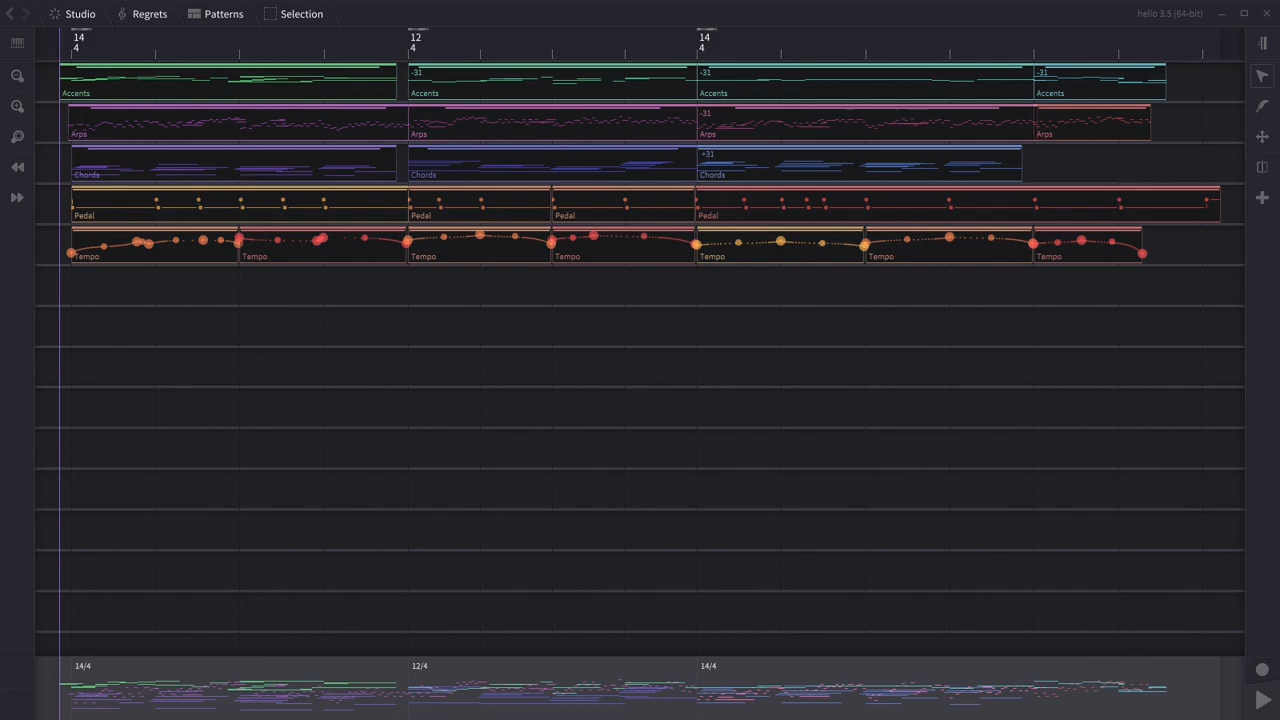 Studio Regrets Patterns Selection helio 3.5 (64-bit)
14 12 14
4 4 4
-31 -31 -31
Accents Accents Accents Accents
-31
Arps Arps Arps Arps
+31
Chords Chords Chords
Pedal Pedal Pedal Pedal
Tempo Tempo Tempo Tempo Tempo Tempo Tempo
14/4 12/4 14/4